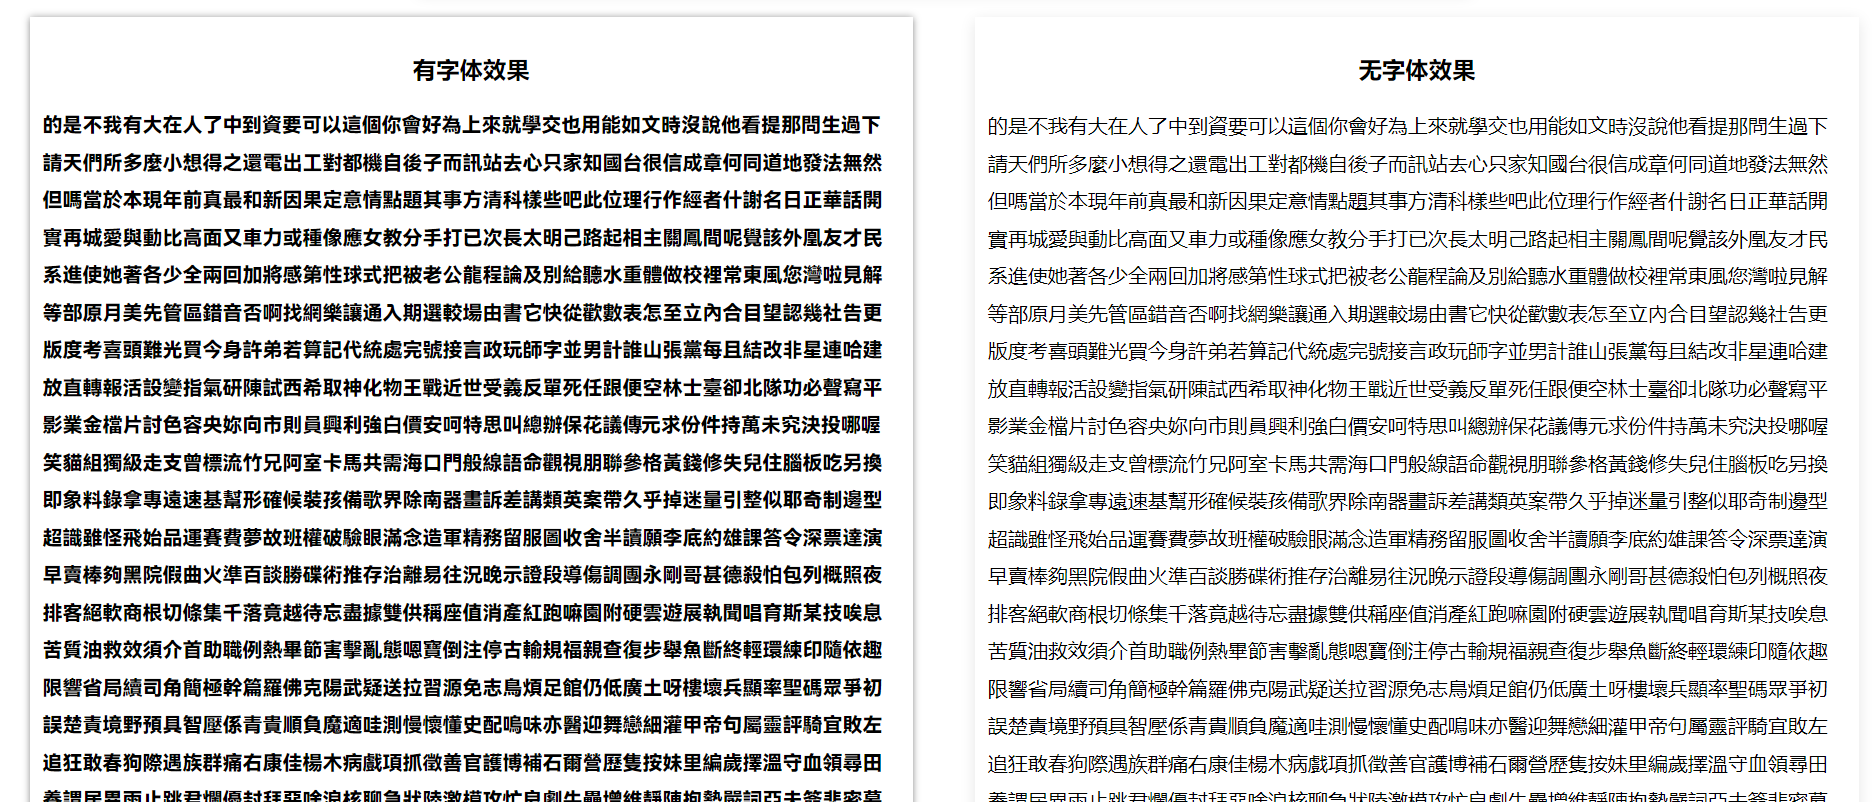 有字体效果
的是不我有大在人了中到資要可以這個你會好為上來就學交也用能如文時沒說他看提那問生過下
請天們所多麼小想得之還電出工對都機自後子而訊站去心只家知國台很信成章何同道地發法無然
但嗎當於本現年前真最和新因果定意情點題其事方清科樣些吧此位理行作經者什謝名日正華話開
實再城愛與動比高面又車力或種像應女教分手打已次長太明己路起相主關鳳間呢覺該外凰友才民
系進使她著各少全兩回加將感第性球式把被老公龍程論及別給聽水重體做校裡常東風您灣啦見解
等部原月美先管區錯音否啊找網樂讓通入期選較場由書它快從歡數表怎至立內合目望認幾社告更
版度考喜頭難光買今身許弟若算記代統處完號接言政玩師字並男計誰山張黨每且結改非星連哈建
放直轉報活設變指氣研陳試西希取神化物王戰近世受義反單死任跟便空林士臺卻北隊功必聲寫平
影業金檔片討色容央妳向市則員興利強白價安呵特思叫總辦保花議傳元求份件持萬未究決投哪喔
笑貓組獨級走支曾標流竹兄阿室卡馬共需海口門般線語命觀視朋聯參格黃錢修失兒住腦板吃另換
即象料錄拿專遠速基幫形確候裝孩備歌界除南器畫訴差講類英案帶久乎掉迷量引整似耶奇制邊型
超識雖怪飛始品運賽費夢故班權破驗眼滿念造軍精務留服圖收舍半讀願李底約雄課答令深票達演
早賣棒夠黑院假曲火準百談勝碟術推存治離易往況晚示證段導傷調團永剛哥甚德殺怕包列概照夜
排客絕軟商根切條集千落竟越待忘盡據雙供稱座值消產紅跑嘛園附硬雲遊展執聞唱育斯某技唉息
苦質油救效須介首助職例熱畢節害擊亂態嗯寶倒注停古輸規福親查復步舉魚斷終輕環練印隨依趣
限響省局續司角簡極幹篇羅佛克陽武疑送拉習源免志鳥煩足館仍低廣土呀樓壞兵顯率聖碼眾爭初
誤楚責境野預具智壓係青貴順負魔適哇測慢懷懂史配嗚味亦醫迎舞戀細灌甲帝句屬靈評騎宜敗左
追狂敢春狗際遇族群痛右康佳楊木病戲項抓徵善官護博補石爾營歷隻按妹里編歲擇溫守血領尋田
无字体效果
的是不我有大在人了中到資要可以這個你會好為上來就學交也用能如文時沒說他看提那問生過下
請天們所多麼小想得之還電出工對都機自後子而訊站去心只家知國台很信成章何同道地發法無然
但嗎當於本現年前真最和新因果定意情點題其事方清科樣些吧此位理行作經者什謝名日正華話開
實再城愛與動比高面又車力或種像應女教分手打已次長太明己路起相主關鳳間呢覺該外凰友才民
系進使她著各少全兩回加將感第性球式把被老公龍程論及別給聽水重體做校裡常東風您灣啦見解
等部原月美先管區錯音否啊找網樂讓通入期選較場由書它快從歡數表怎至立內合目望認幾社告更
版度考喜頭難光買今身許弟若算記代統處完號接言政玩師字並男計誰山張黨每且結改非星連哈建
放直轉報活設變指氣研陳試西希取神化物王戰近世受義反單死任跟便空林士臺卻北隊功必聲寫平
影業金檔片討色容央妳向市則員興利強白價安呵特思叫總辦保花議傳元求份件持萬未究決投哪喔
笑貓組獨級走支曾標流竹兄阿室卡馬共需海口門般線語命觀視朋聯參格黃錢修失兒住腦板吃另換
即象料錄拿專遠速基幫形確候裝孩備歌界除南器畫訴差講類英案帶久乎掉迷量引整似耶奇制邊型
超識雖怪飛始品運賽費夢故班權破驗眼滿念造軍精務留服圖收舍半讀願李底約雄課答令深票達演
早賣棒夠黑院假曲火準百談勝碟術推存治離易往況晚示證段導傷調團永剛哥甚德殺怕包列概照夜
排客絕軟商根切條集千落竟越待忘盡據雙供稱座值消產紅跑嘛園附硬雲遊展執聞唱育斯某技唉息
苦質油救效須介首助職例熱畢節害擊亂態嗯寶倒注停古輸規福親查復步舉魚斷終輕環練印隨依趣
限響省局續司角簡極幹篇羅佛克陽武疑送拉習源免志鳥煩足館仍低廣土呀樓壞兵顯率聖碼眾爭初
誤楚責境野預具智壓係青貴順負魔適哇測慢懷懂史配嗚味亦醫迎舞戀細灌甲帝句屬靈評騎宜敗左
追狂敢春狗際遇族群痛右康佳楊木病戲項抓徵善官護博補石爾營歷隻按妹里編歲擇溫守血領尋田